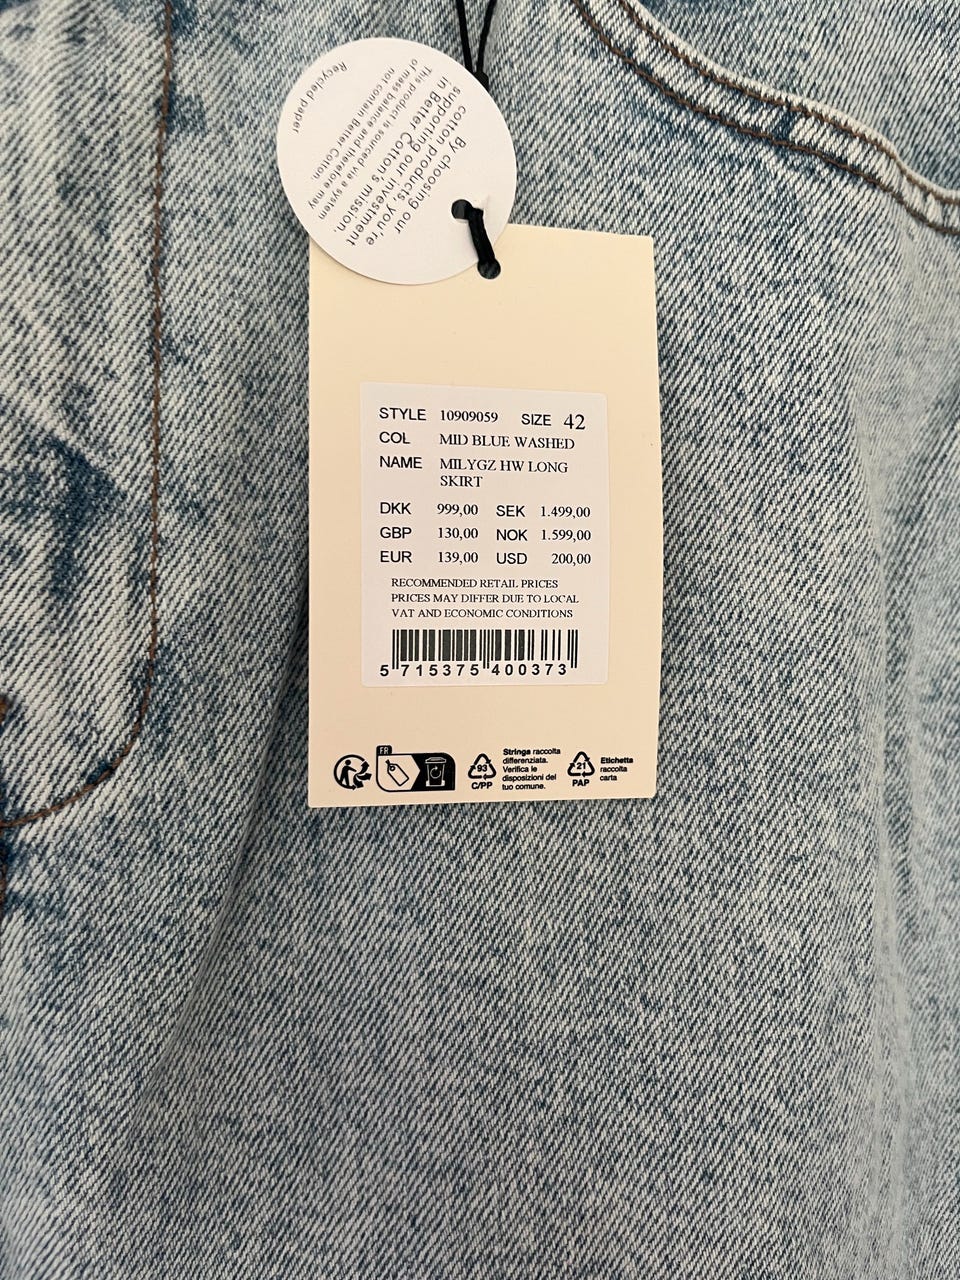 By choosing our
cotton products, you're
supporting our investment
in Better Cotton's mission.
This product is sourced via a system
of mass balance and therefore may
not contain Better Cotton.
Recycled paper
STYLE 10909059 SIZE 42
COL MID BLUE WASHED
NAME MILYGZ HW LONG
SKIRT
DKK 999,00 SEK 1.499,00
GBP 130,00 NOK 1.599,00
EUR 139,00 USD 200,00
RECOMMENDED RETAIL PRICES
PRICES MAY DIFFER DUE TO LOCAL
VAT AND ECONOMIC CONDITIONS
5 715375 400373
FR
93
C/PP
Stringa raccolta
differenziata.
Verifica le
disposizioni del
tuo comune.
21
PAP
Etichetta
raccolta
carta